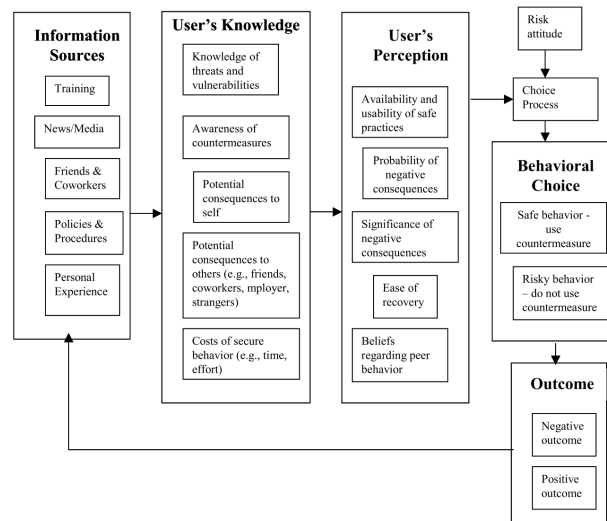 Information
Sources
Training
News/Media
Friends &
Coworkers
Policies &
Procedures
Personal
Experience
User's Knowledge
Knowledge of
threats and
vulnerabilities
Awareness of
countermeasures
Potential
consequences to
self
Potential
consequences to
others (e.g., friends,
coworkers, mployer,
strangers)
Costs of secure
behavior (e.g., time,
effort)
User's
Perception
Availability and
usability of safe
practices
Probability of
negative
consequences
Significance of
negative
consequences
Ease of
recovery
Beliefs
regarding peer
behavior
Risk
attitude
Choice
Process
Behavioral
Choice
Safe behavior -
use
countermeasure
Risky behavior
– do not use
countermeasure
Outcome
Negative
outcome
Positive
outcome